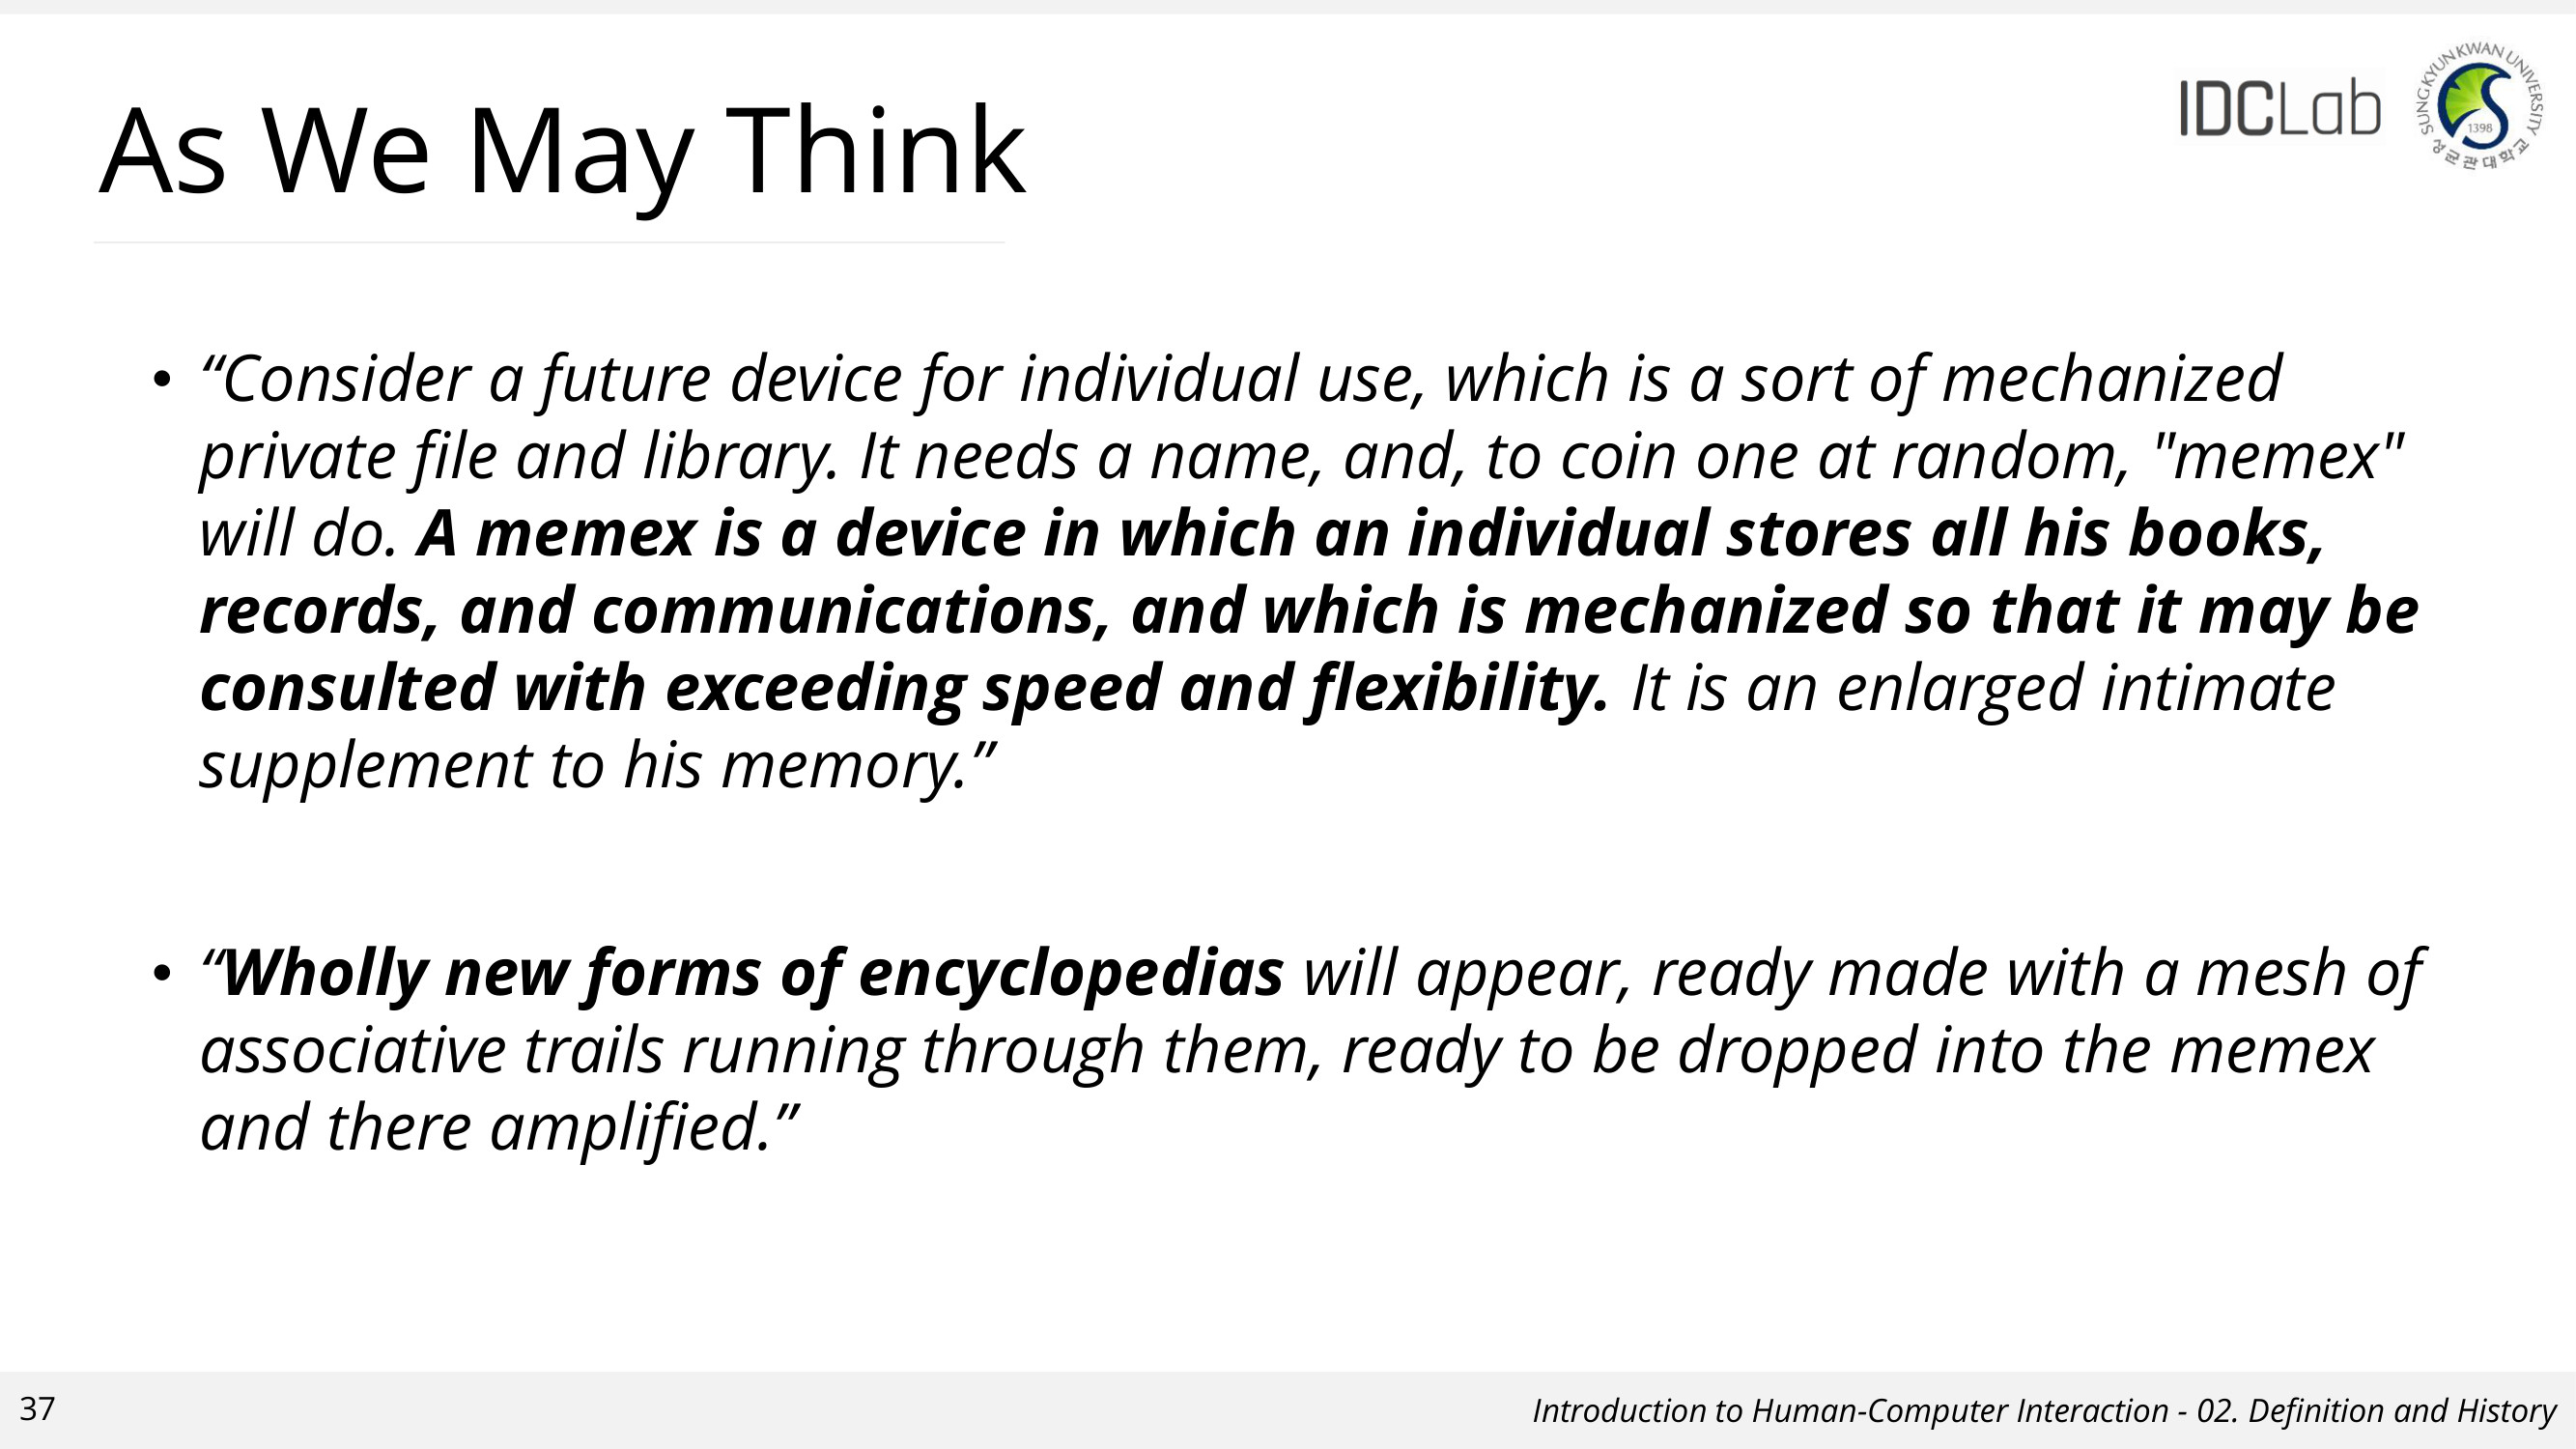 As We May Think
IDCLab
SUNGKYUNKWAN UNIVERSITY
1398
성균관대학교
• “Consider a future device for individual use, which is a sort of mechanized
private file and library. It needs a name, and, to coin one at random, "memex"
will do. A memex is a device in which an individual stores all his books,
records, and communications, and which is mechanized so that it may be
consulted with exceeding speed and flexibility. It is an enlarged intimate
supplement to his memory.”
• “Wholly new forms of encyclopedias will appear, ready made with a mesh of
associative trails running through them, ready to be dropped into the memex
and there amplified.”
37
Introduction to Human-Computer Interaction - 02. Definition and History